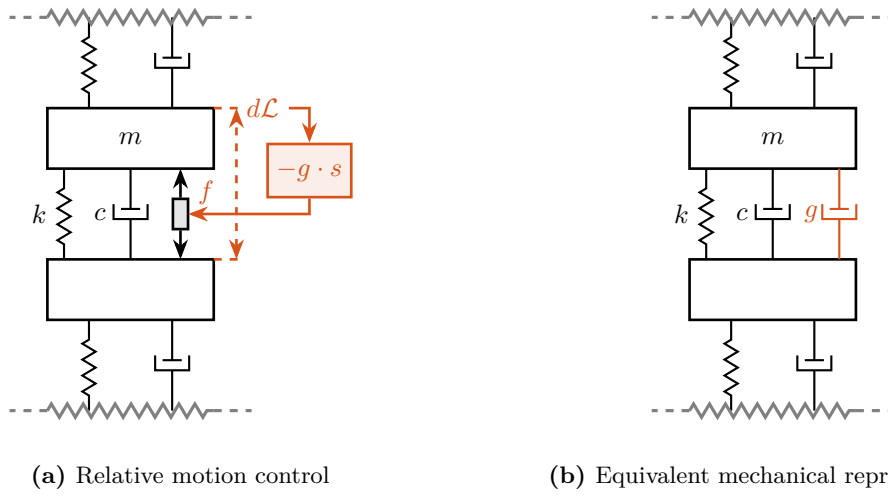 dℒ
m
−g · s
f
k
c
m
k
c
g
(a) Relative motion control
(b) Equivalent mechanical repr